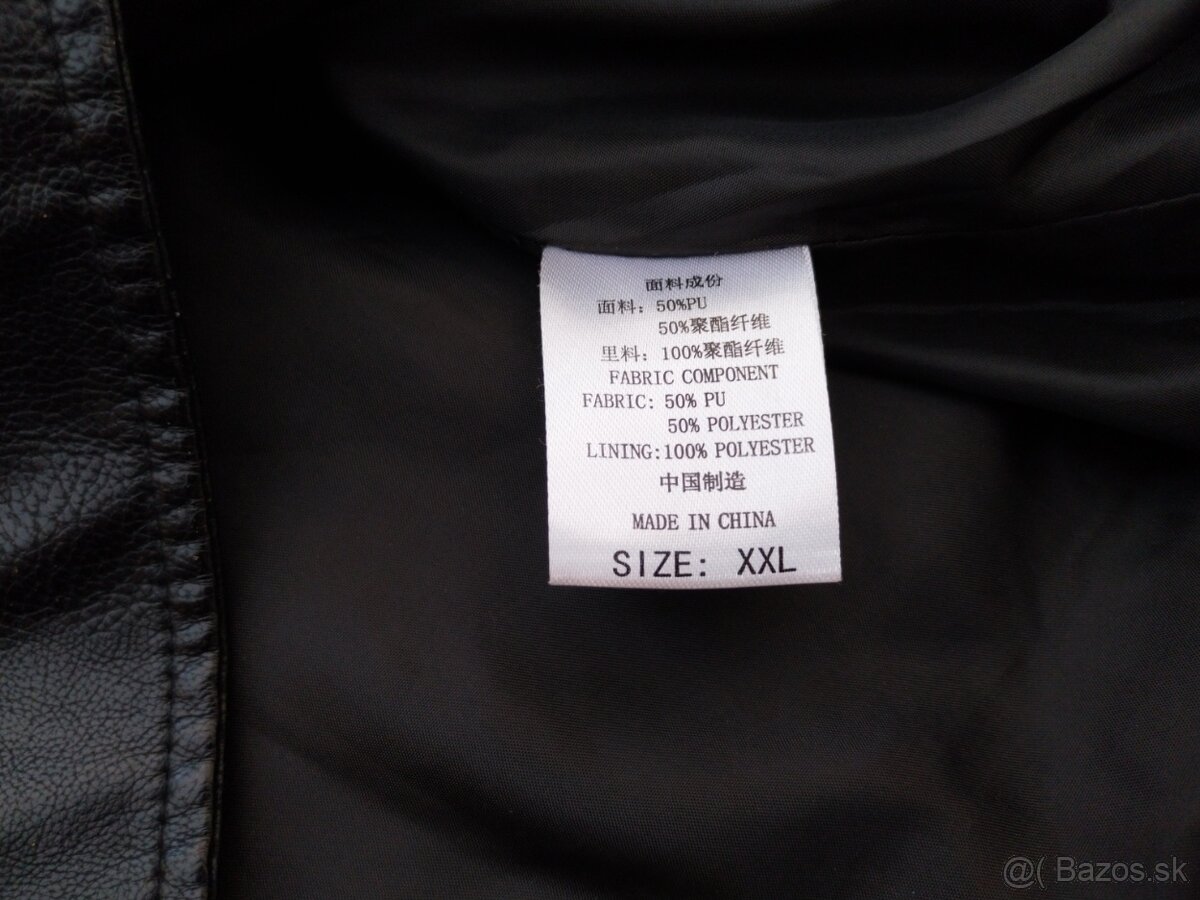 面料成份
面料：50%PU
50%聚酯纤维
里料：100%聚酯纤维
FABRIC COMPONENT
FABRIC: 50% PU
50% POLYESTER
LINING:100% POLYESTER
中国制造
MADE IN CHINA
SIZE: XXL
@( Bazos.sk